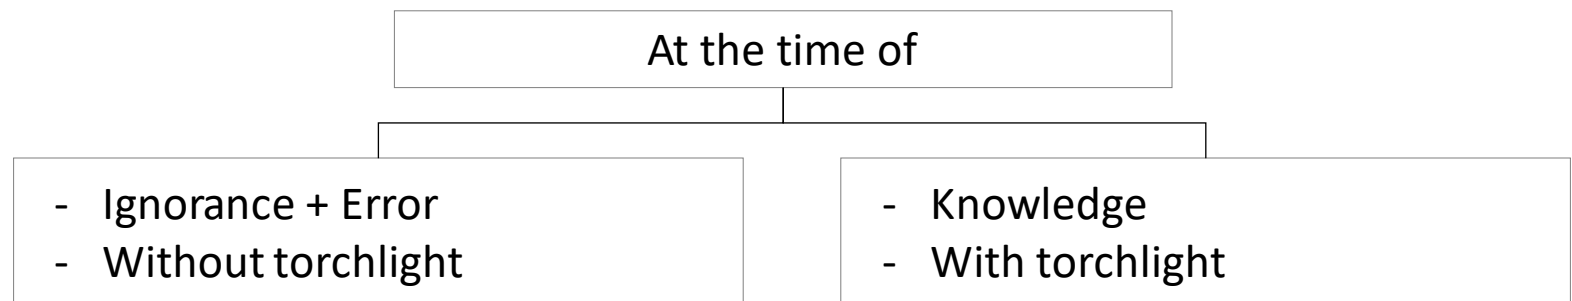 At the time of
- Ignorance + Error
- Without torchlight
- Knowledge
- With torchlight